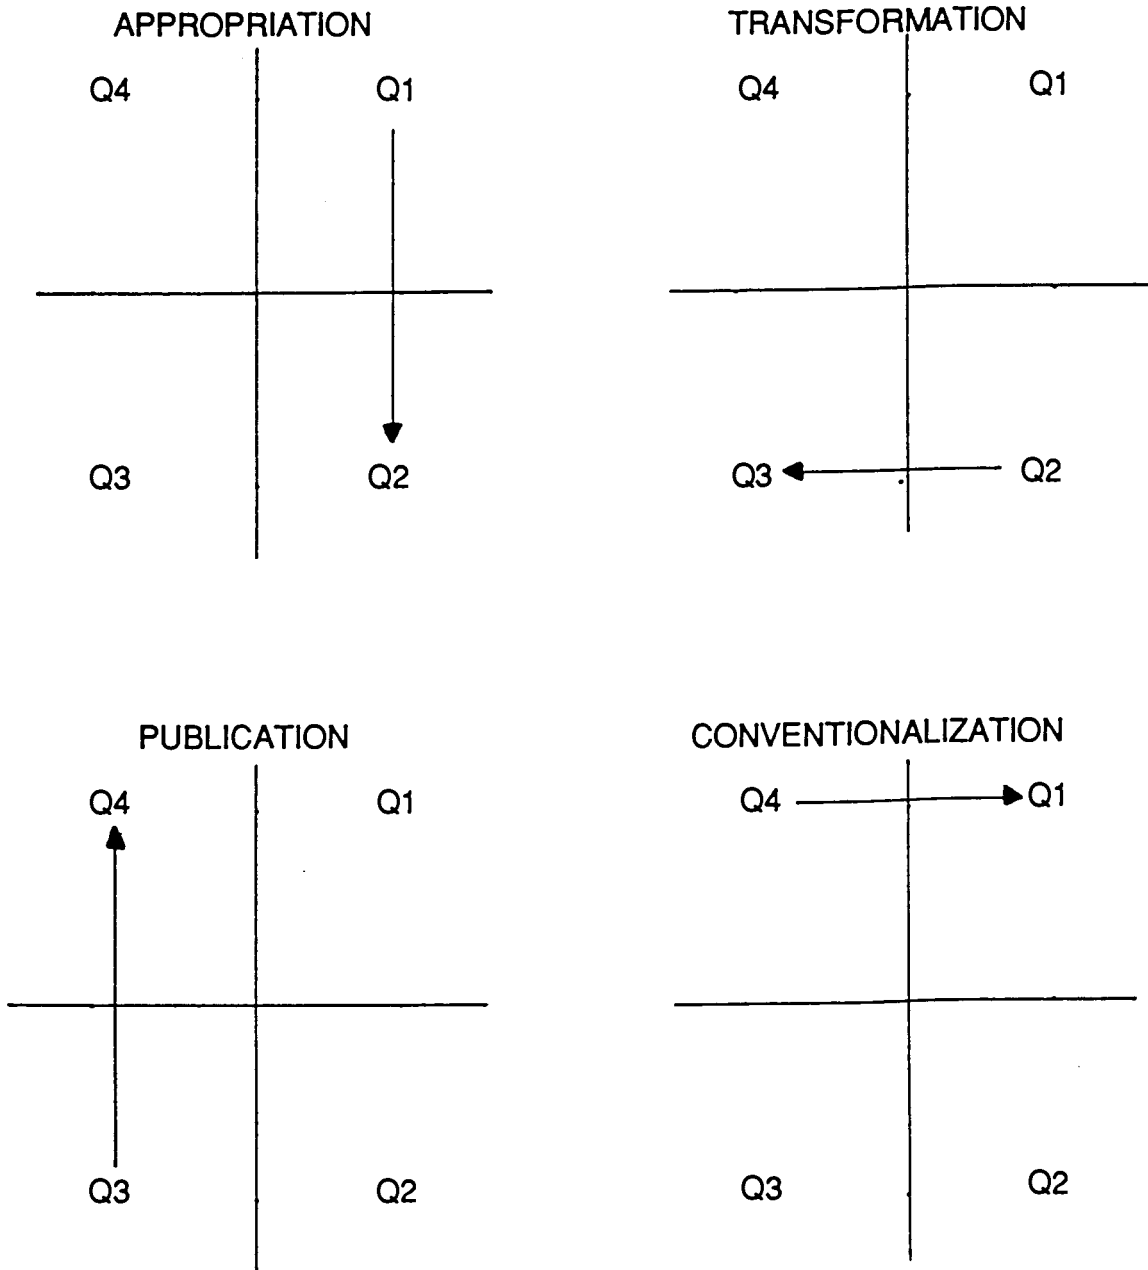 APPROPRIATION
Q4 Q1
Q3 Q2
TRANSFORMATION
Q4 Q1
Q3 Q2
PUBLICATION
Q4 Q1
Q3 Q2
CONVENTIONALIZATION
Q4 Q1
Q3 Q2